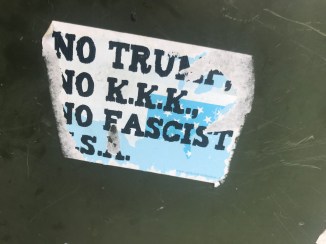 NO TRUMP,
NO K.K.K.,
NO FASCIST
U.S.A.